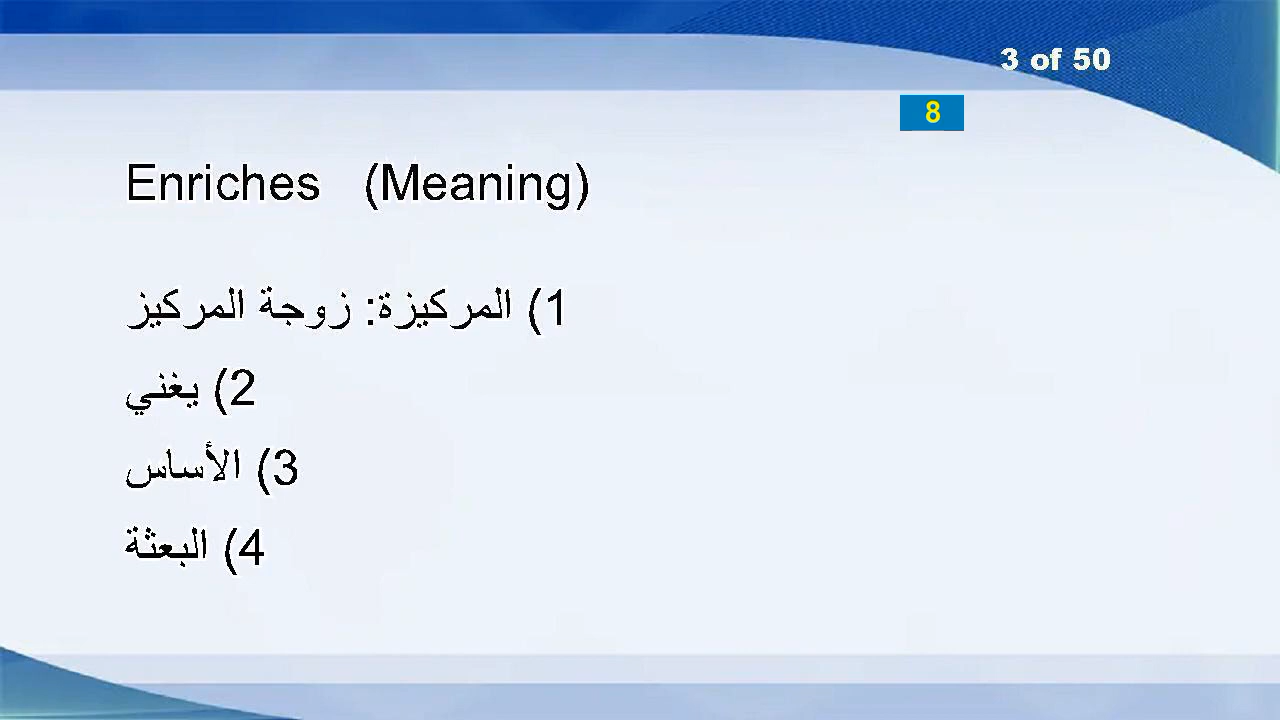 3 of 50
8
Enriches (Meaning)
1) المركيزة: زوجة المركيز
2) يغني
3) الأساس
4) البعثة